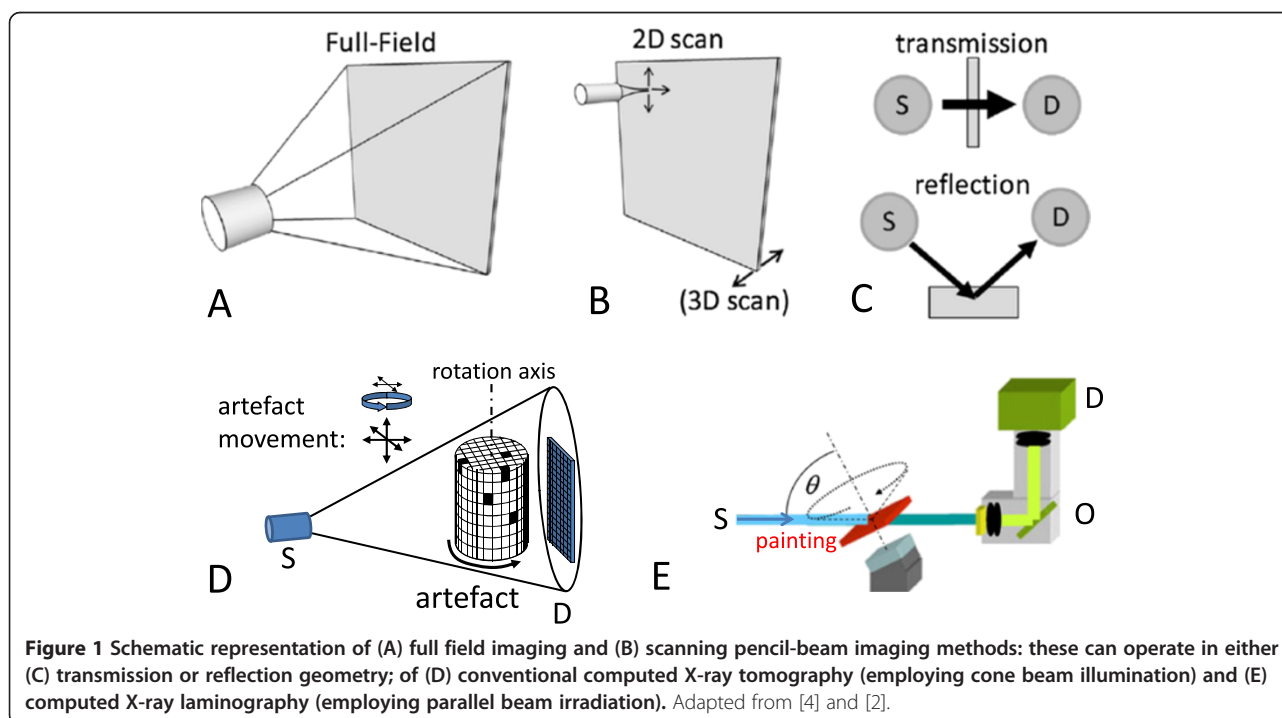 Full-Field
A
2D scan
(3D scan)
B
transmission
S
D
reflection
S
D
C
rotation axis
artefact
movement:
S
artefact
D
D
θ
S
painting
D
O
E
Figure 1 Schematic representation of (A) full field imaging and (B) scanning pencil-beam imaging methods: these can operate in either
(C) transmission or reflection geometry; of (D) conventional computed X-ray tomography (employing cone beam illumination) and (E)
computed X-ray laminography (employing parallel beam irradiation). Adapted from [4] and [2].